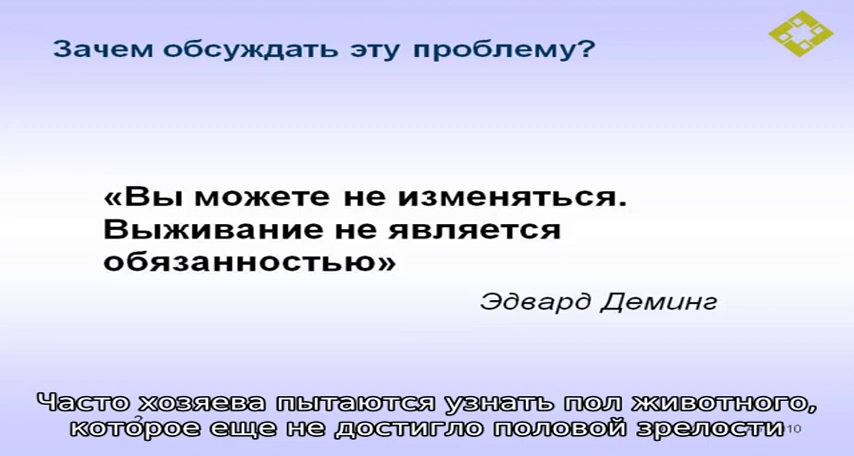 Зачем обсуждать эту проблему?
«Вы можете не изменяться.
Выживание не является
обязанностью»
Эдвард Деминг
Часто хозяева пытаются узнать пол животного,
которое еще не достигло половой зрелости